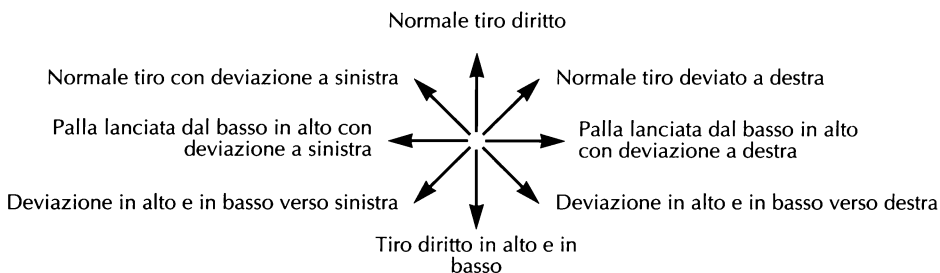 Normale tiro diritto
Normale tiro con deviazione a sinistra
Normale tiro deviato a destra
Palla lanciata dal basso in alto con
deviazione a sinistra
Palla lanciata dal basso in alto
con deviazione a destra
Deviazione in alto e in basso verso sinistra
Deviazione in alto e in basso verso destra
Tiro diritto in alto e in
basso